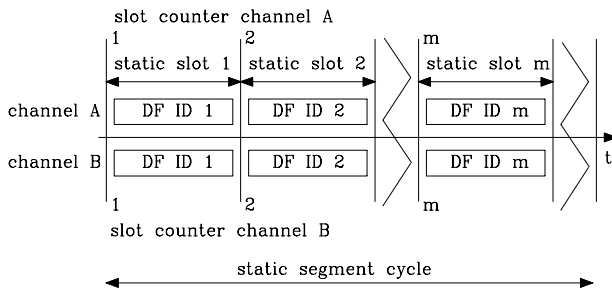 slot counter channel A
1 2 m
static slot 1 static slot 2 static slot m
channel A DF ID 1 DF ID 2 DF ID m
t
channel B DF ID 1 DF ID 2 DF ID m
1 2 m
slot counter channel B
static segment cycle